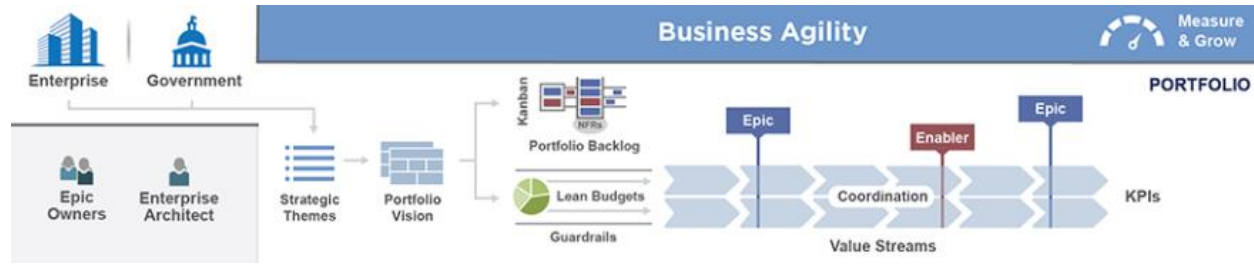 Business Agility
Measure
& Grow
Enterprise
Government
PORTFOLIO
Kanban
NFRs
Portfolio Backlog
Epic
Enabler
Epic
Epic
Owners
Enterprise
Architect
Strategic
Themes
Portfolio
Vision
Lean Budgets
Guardrails
Coordination
Value Streams
KPIs